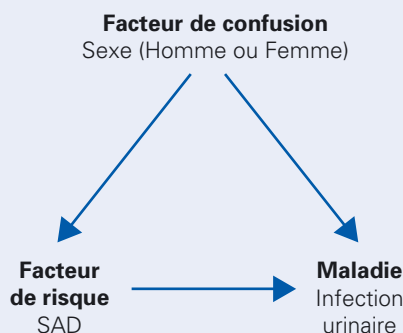 Facteur de confusion
Sexe (Homme ou Femme)
Facteur
de risque
SAD
Maladie
Infection
urinaire